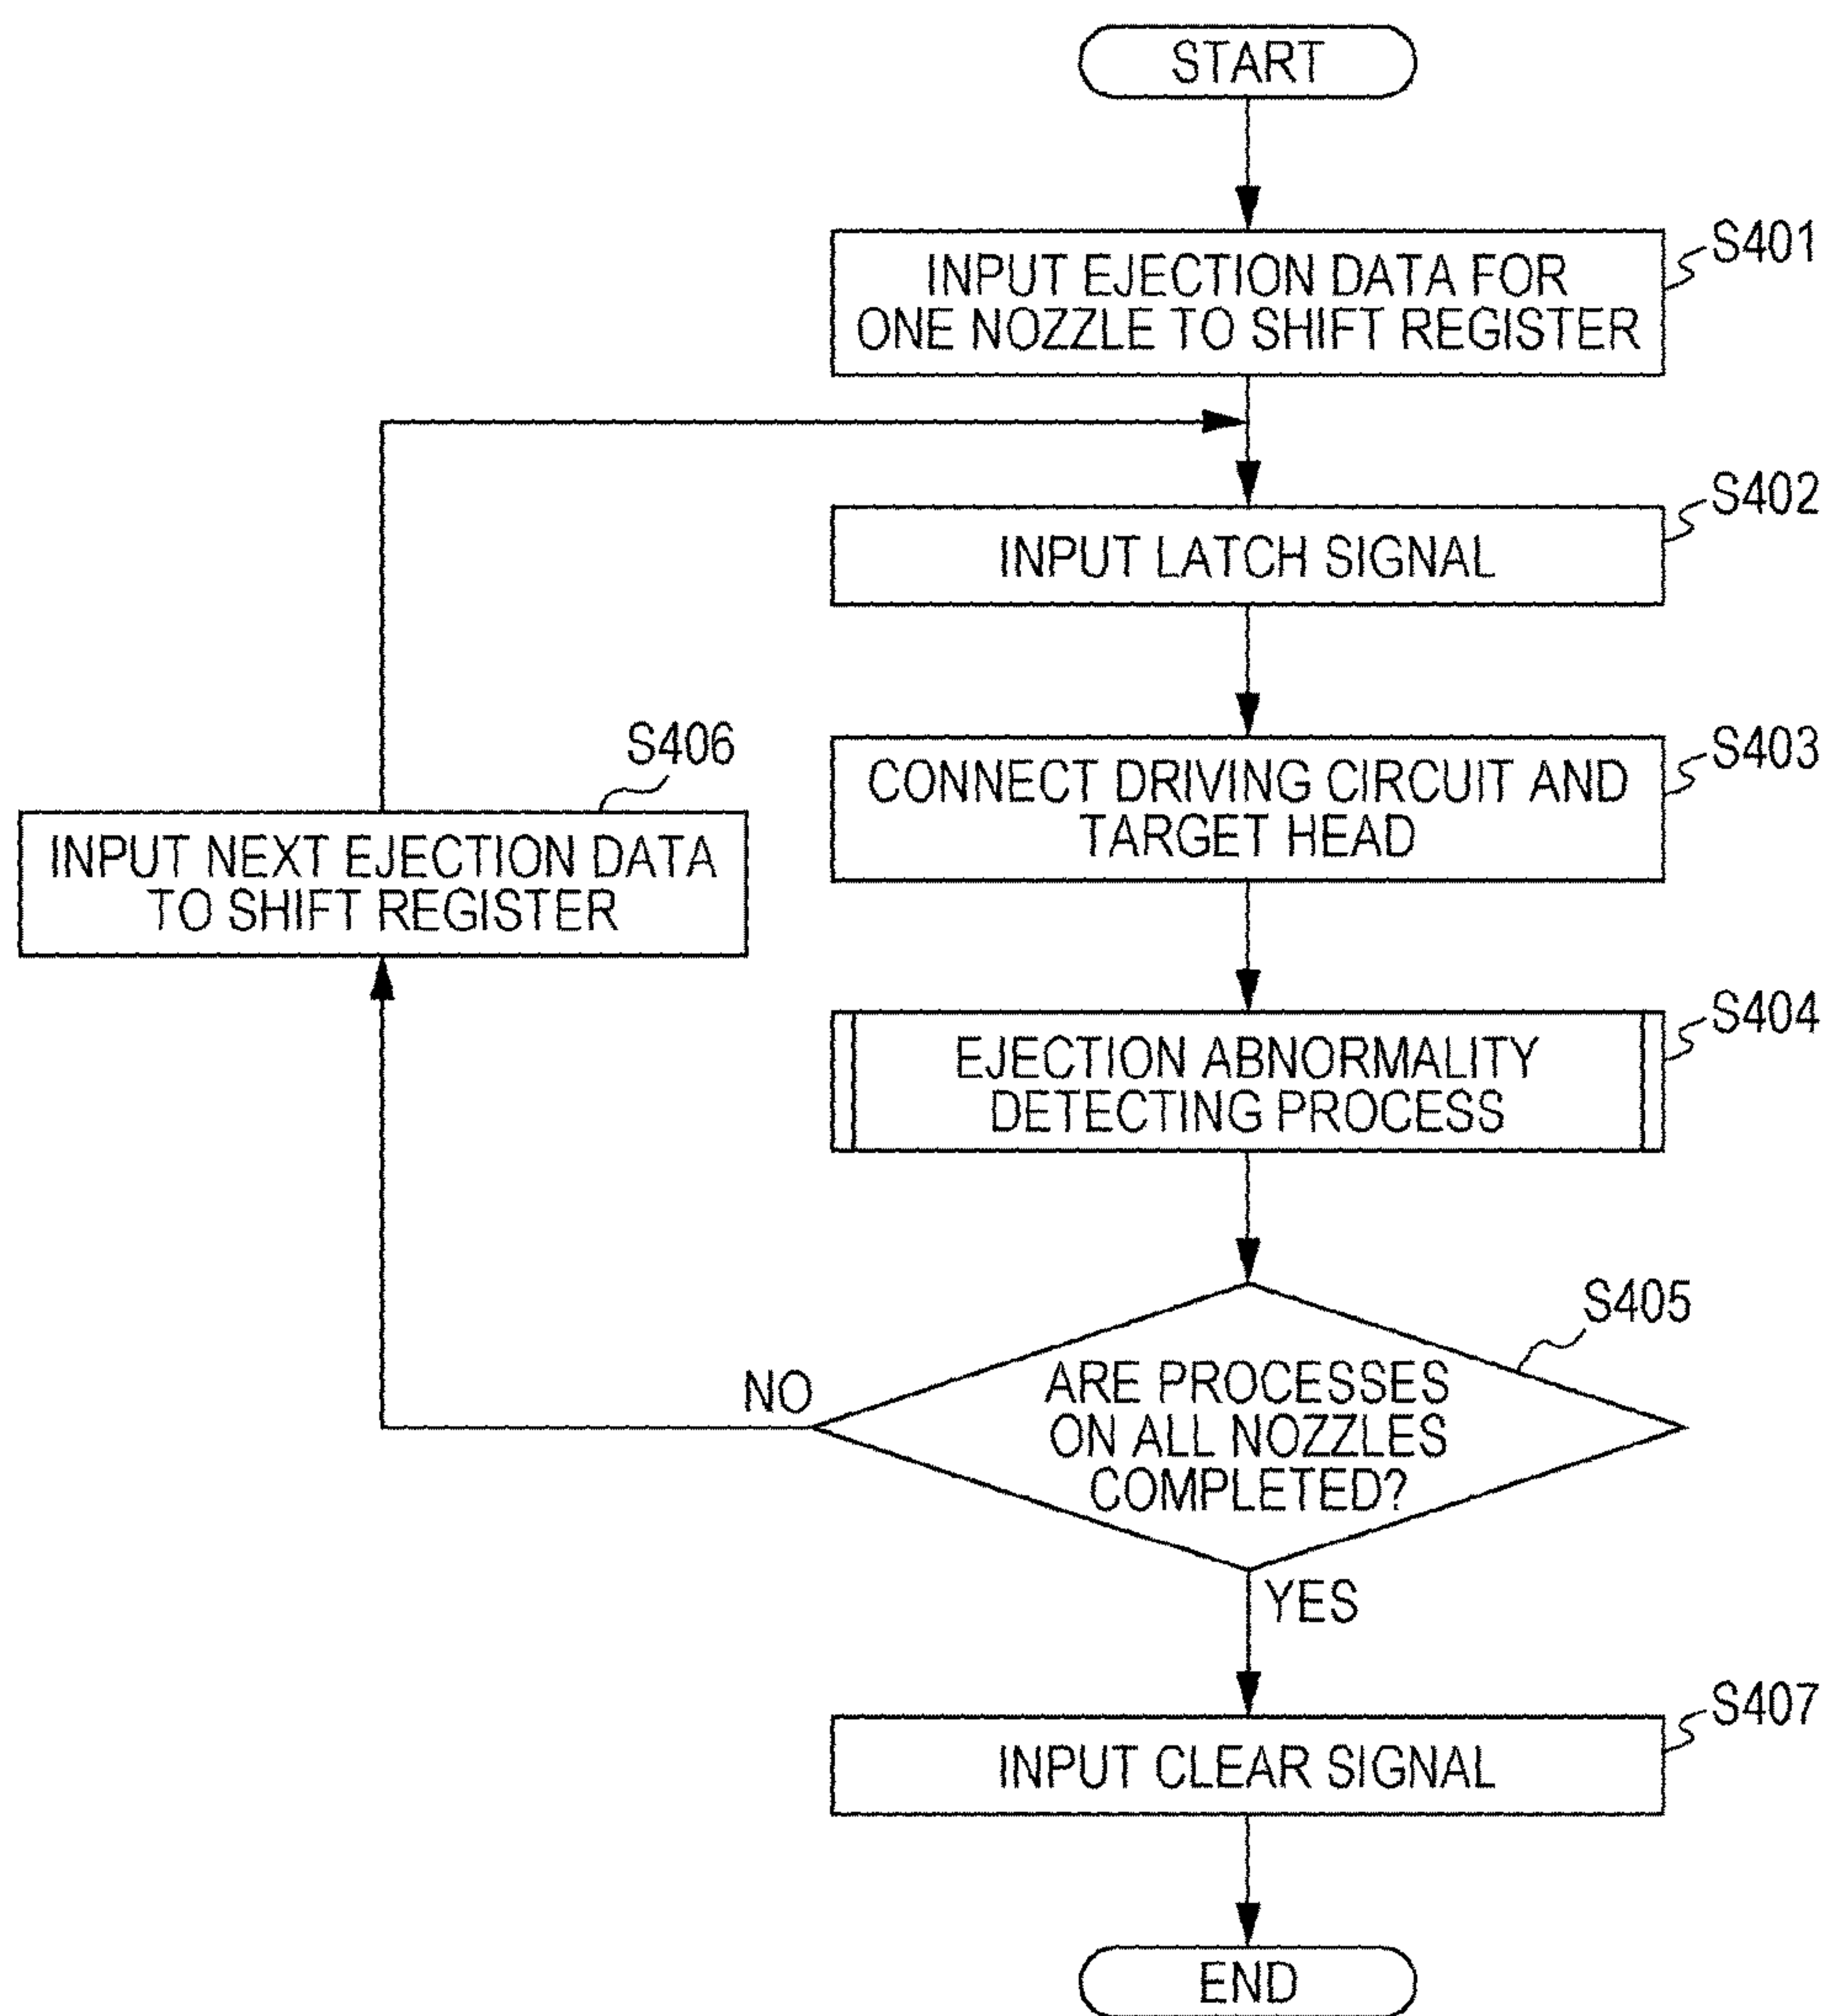 START
S401
INPUT EJECTION DATA FOR
ONE NOZZLE TO SHIFT REGISTER
S402
INPUT LATCH SIGNAL
S403
CONNECT DRIVING CIRCUIT AND
TARGET HEAD
S406
INPUT NEXT EJECTION DATA
TO SHIFT REGISTER
S404
EJECTION ABNORMALITY
DETECTING PROCESS
S405
ARE PROCESSES
ON ALL NOZZLES
COMPLETED?
NO
YES
S407
INPUT CLEAR SIGNAL
END